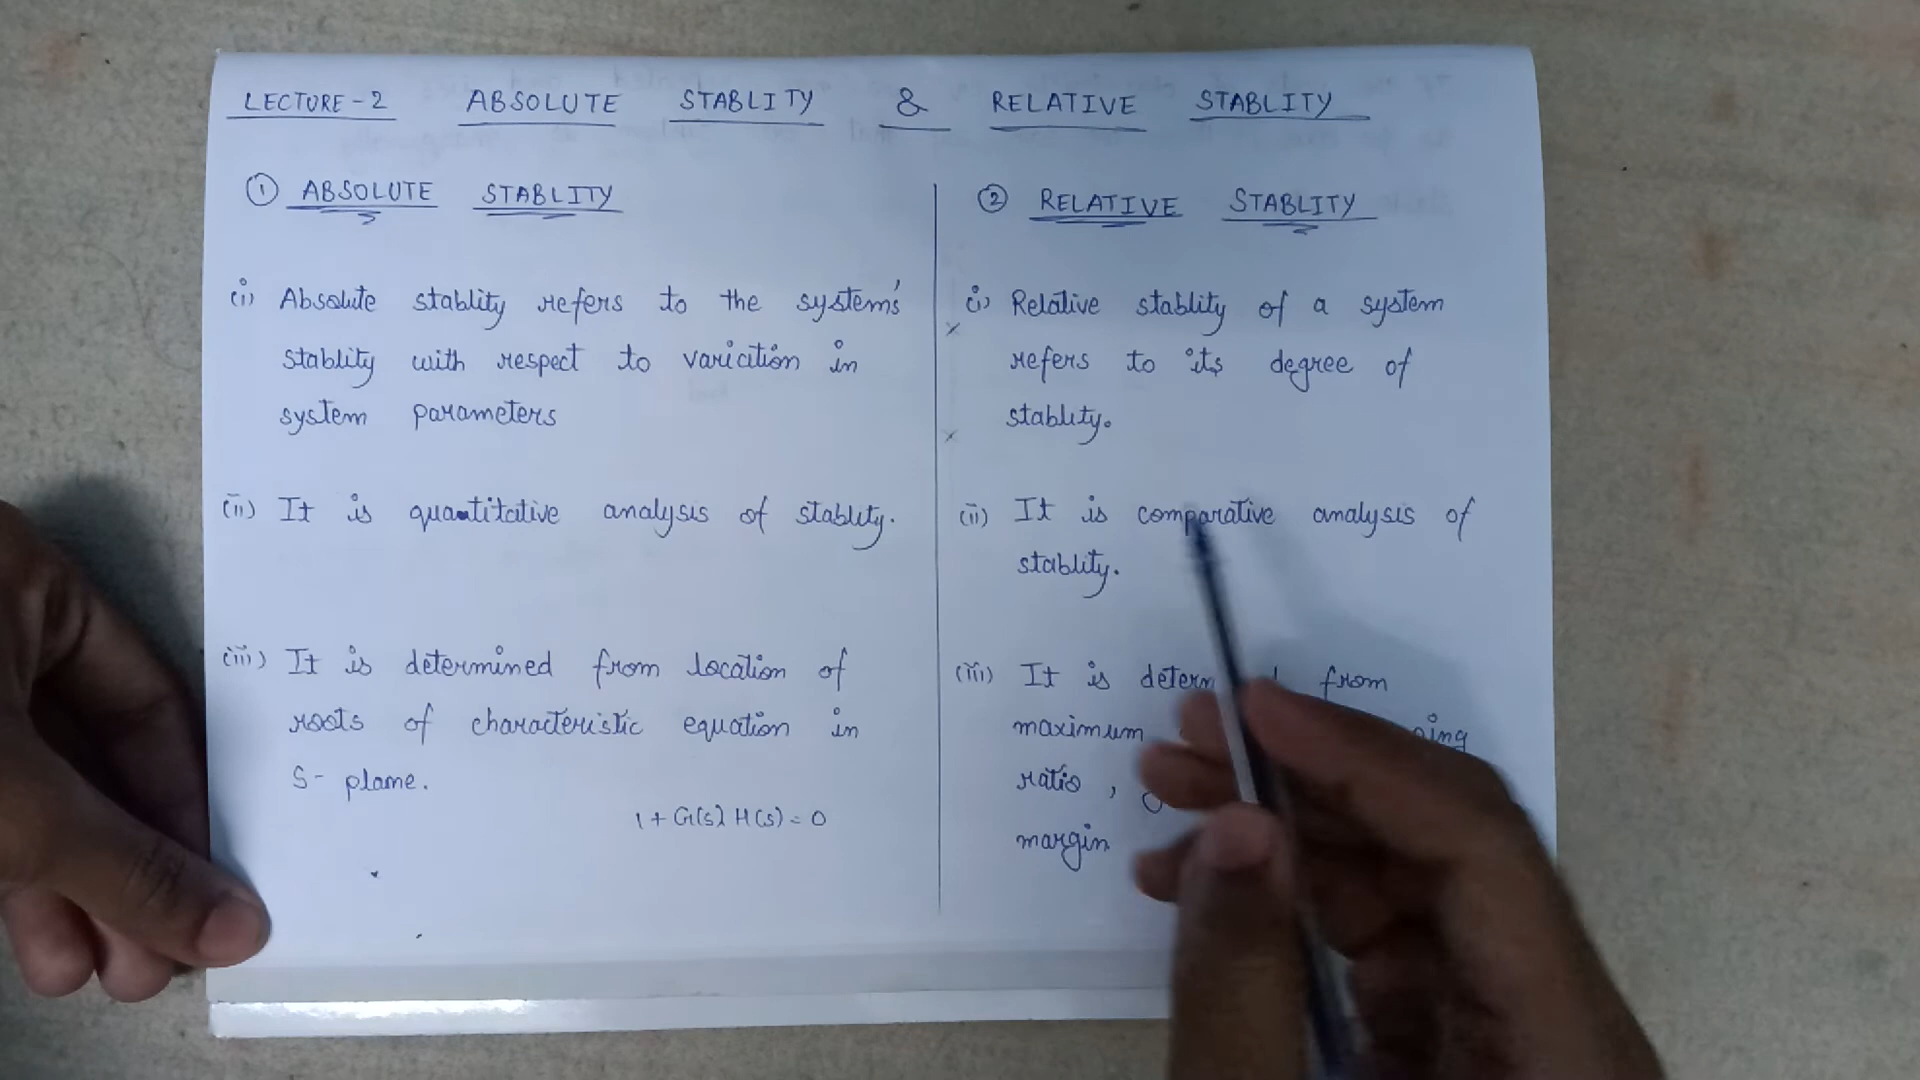 LECTURE-2 ABSOLUTE STABLITY & RELATIVE STABLITY
① ABSOLUTE STABLITY
(i) Absolute stablity refers to the system's
stablity with respect to variation in
system parameters
(ii) It is quantitative analysis of stablity.
(iii) It is determined from location of
roots of characteristic equation in
S-plane.
1+G(s)H(s)=0
② RELATIVE STABLITY
(i) Relative stablity of a system
refers to its degree of
stablity.
(ii) It is comparative analysis of
stablity.
(iii) It is from
maximum
ratio,
margin